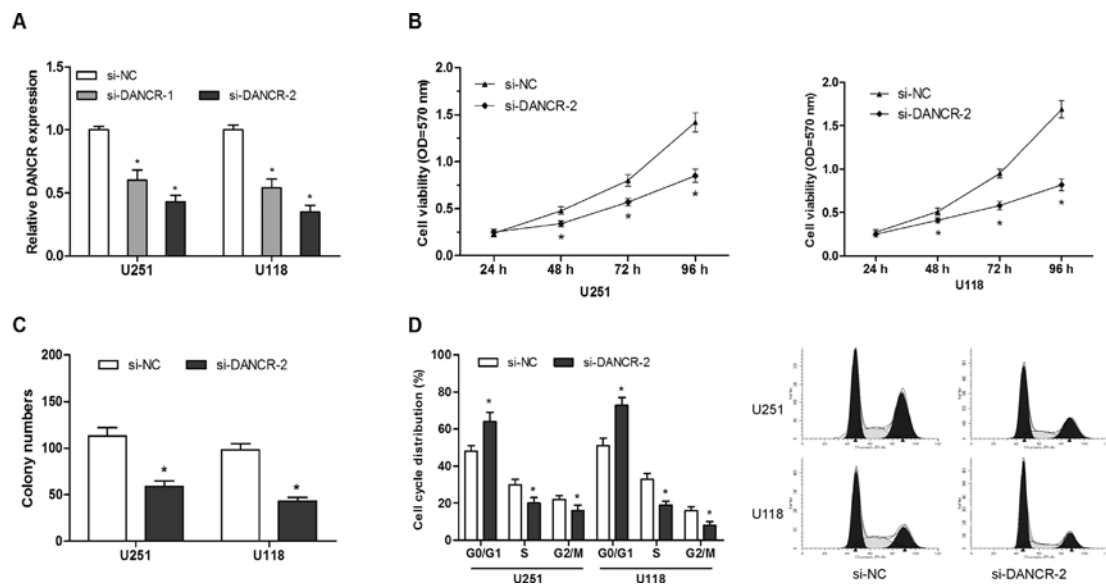 A
si-NC
si-DANCR-1 si-DANCR-2
Relative DANCR expression
1.5
1.0
0.5
0.0
U251 U118
B
si-NC
si-DANCR-2
Cell viability (OD=570 nm)
2.0
1.5
1.0
0.5
0.0
* * *
24 h 48 h 72 h 96 h
U251
si-NC
si-DANCR-2
Cell viability (OD=570 nm)
2.0
1.5
1.0
0.5
0.0
* * *
24 h 48 h 72 h 96 h
U118
C
si-NC si-DANCR-2
Colony numbers
200
150
100
50
0
* *
U251 U118
D
si-NC si-DANCR-2
Cell cycle distribution (%)
100
80
60
40
20
0
* * * * * *
G0/G1 S G2/M G0/G1 S G2/M
U251 U118
U251
U118
si-NC si-DANCR-2